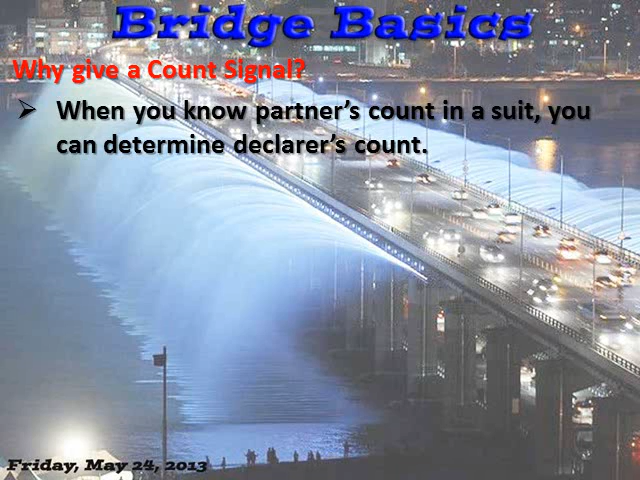 Bridge Basics
Why give a Count Signal?
➢ When you know partner’s count in a suit, you
can determine declarer’s count.
Friday, May 24, 2013